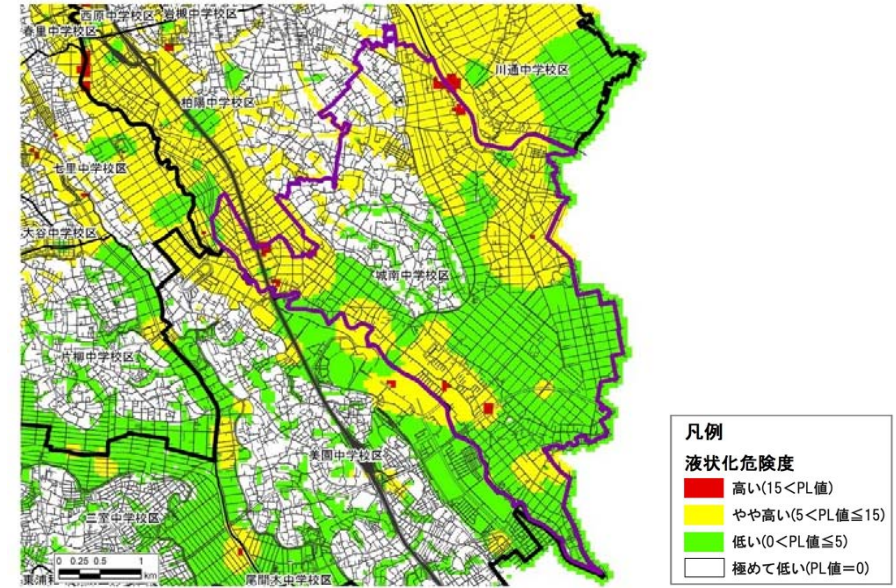 西原中学校区
岩槻中学校区
春里中学校区
川通中学校区
柏陽中学校区
七里中学校区
大谷中学校区
城南中学校区
片柳中学校区
美園中学校区
三室中学校区
尾間木中学校区
0 0.25 0.5 1
km
凡例
液状化危険度
高い(15<PL値)
やや高い(5<PL値≦15)
低い(0<PL値≦5)
極めて低い(PL値=0)